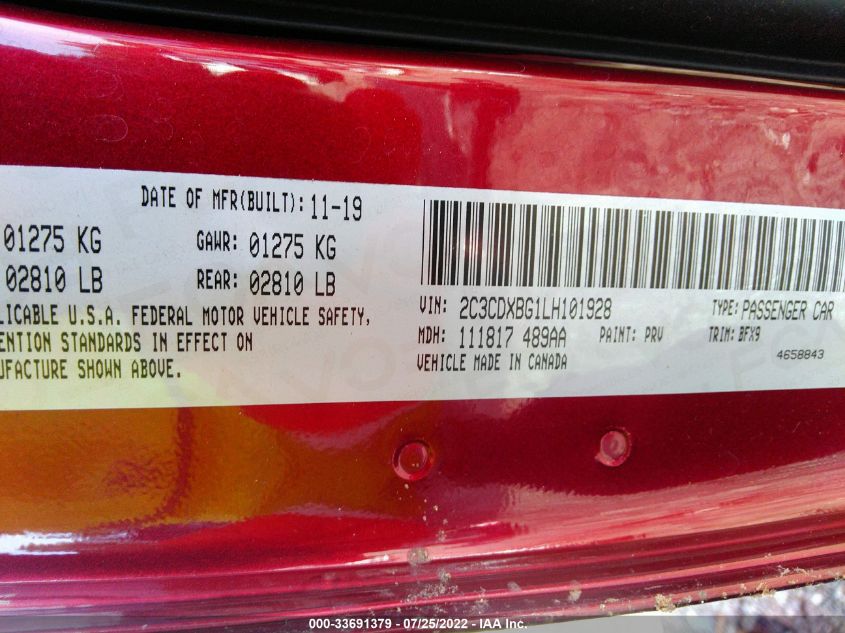 DATE OF MFR(BUILT): 11-19
01275 KG GAWR: 01275 KG
02810 LB REAR: 02810 LB
PLICABLE U.S.A. FEDERAL MOTOR VEHICLE SAFETY,
ENTION STANDARDS IN EFFECT ON
UFACTURE SHOWN ABOVE.
VIN: 2C3CDXBG1LH101928 TYPE: PASSENGER CAR
MDH: 111817 489AA PAINT: PRV TRIM: BFX9
VEHICLE MADE IN CANADA 4658843
000-33691379 / 07/25/2022 - IAA Inc.